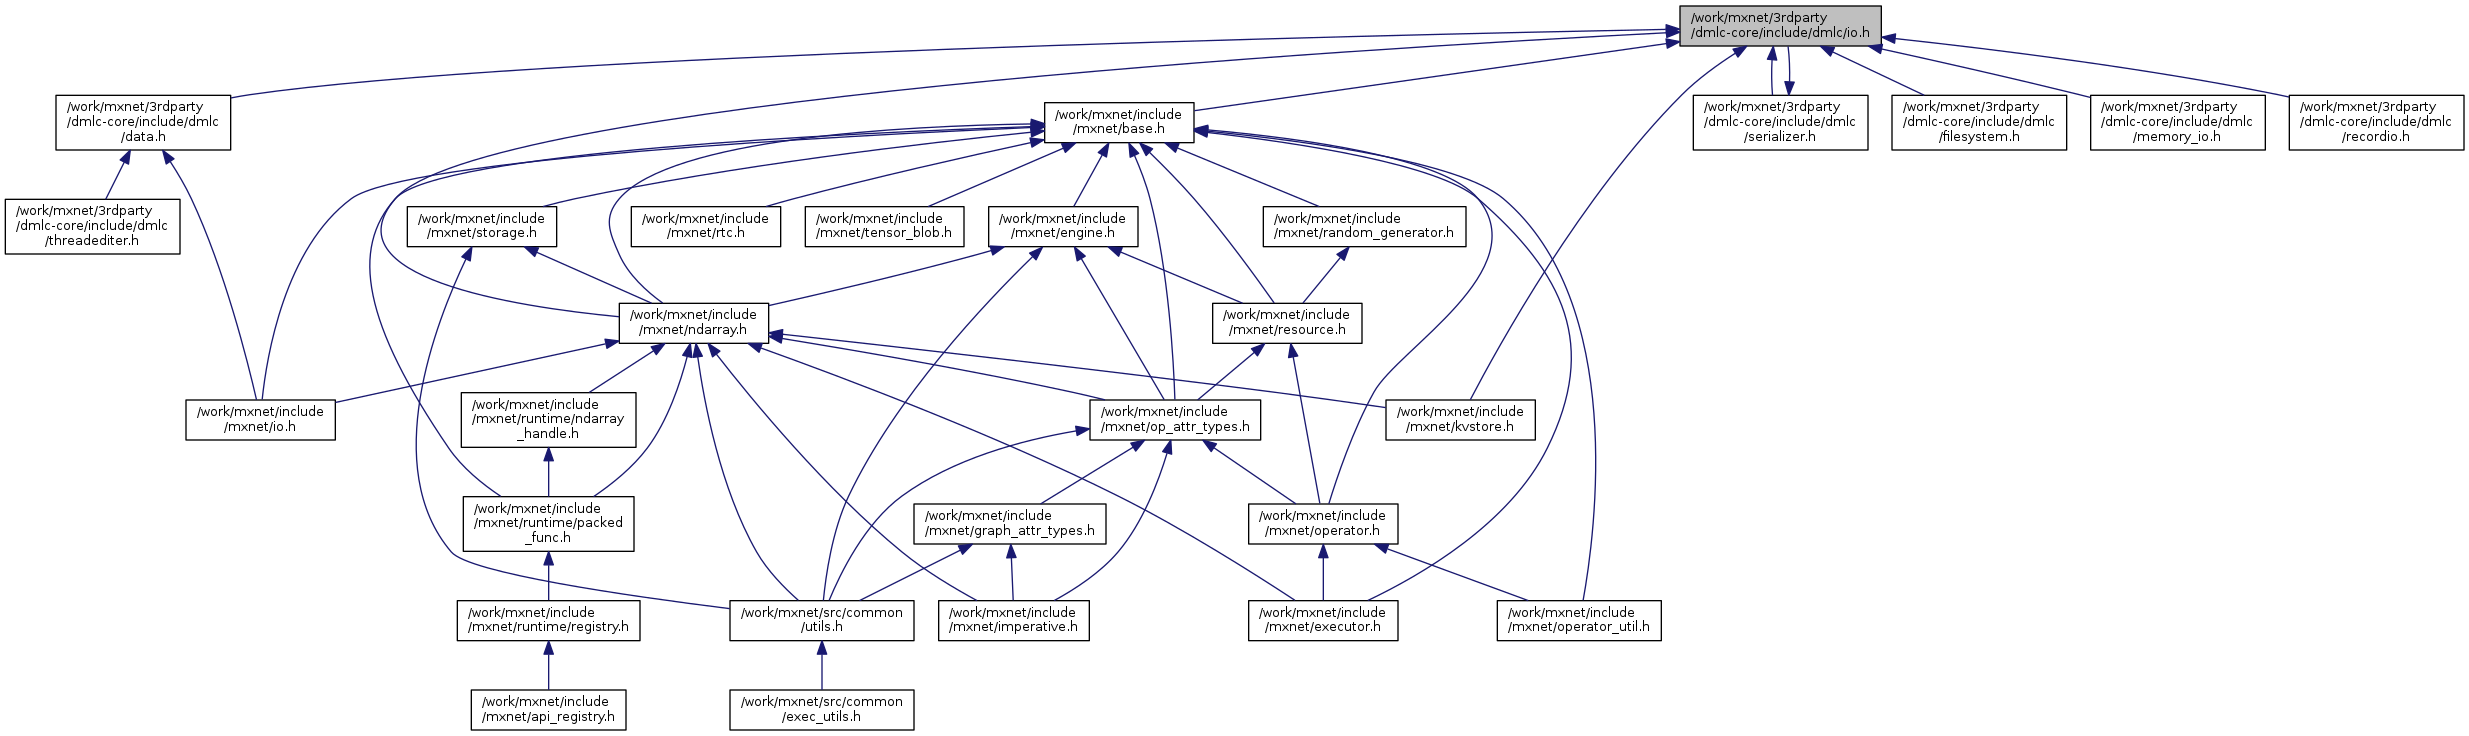 /work/mxnet/3rdparty
/dmlc-core/include/dmlc/io.h
/work/mxnet/3rdparty
/dmlc-core/include/dmlc
/data.h
/work/mxnet/include
/mxnet/base.h
/work/mxnet/3rdparty
/dmlc-core/include/dmlc
/serializer.h
/work/mxnet/3rdparty
/dmlc-core/include/dmlc
/filesystem.h
/work/mxnet/3rdparty
/dmlc-core/include/dmlc
/memory_io.h
/work/mxnet/3rdparty
/dmlc-core/include/dmlc
/recordio.h
/work/mxnet/3rdparty
/dmlc-core/include/dmlc
/threadediter.h
/work/mxnet/include
/mxnet/storage.h
/work/mxnet/include
/mxnet/rtc.h
/work/mxnet/include
/mxnet/tensor_blob.h
/work/mxnet/include
/mxnet/engine.h
/work/mxnet/include
/mxnet/random_generator.h
/work/mxnet/include
/mxnet/ndarray.h
/work/mxnet/include
/mxnet/resource.h
/work/mxnet/include
/mxnet/io.h
/work/mxnet/include
/mxnet/runtime/ndarray
_handle.h
/work/mxnet/include
/mxnet/op_attr_types.h
/work/mxnet/include
/mxnet/kvstore.h
/work/mxnet/include
/mxnet/runtime/packed
_func.h
/work/mxnet/include
/mxnet/graph_attr_types.h
/work/mxnet/include
/mxnet/operator.h
/work/mxnet/include
/mxnet/runtime/registry.h
/work/mxnet/src/common
/utils.h
/work/mxnet/include
/mxnet/imperative.h
/work/mxnet/include
/mxnet/executor.h
/work/mxnet/include
/mxnet/operator_util.h
/work/mxnet/include
/mxnet/api_registry.h
/work/mxnet/src/common
/exec_utils.h